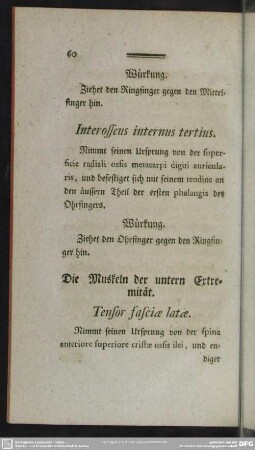 60
Würkung.
Ziehet den Ringfinger gegen den Mittel-
finger hin.
Interosseus internus tertius.
Nimmt seinen Ursprung von der super-
ficie radiali ossis metacarpi digiti auricula-
ris, und befestiget sich mit seinem tendine an
den äussern Theil der ersten phalangis des
Ohrfingers.
Würkung.
Ziehet den Ohrfinger gegen den Ringfin-
ger hin.
Die Muskeln der untern Extre-
mität.
Tensor fasciæ latæ.
Nimmt seinen Ursprung von der spina
anteriore superiore cristæ ossis ilei, und en-
diget